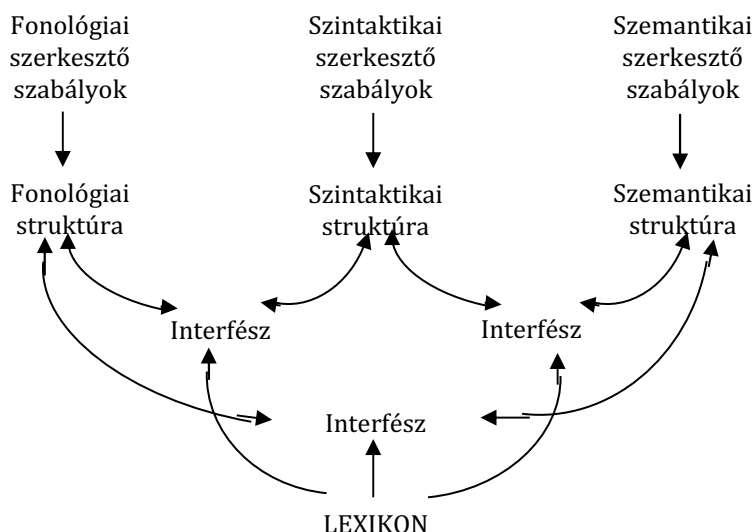 Fonológiai
szerkesztő
szabályok
Szintaktikai
szerkesztő
szabályok
Szemantikai
szerkesztő
szabályok
Fonológiai
struktúra
Szintaktikai
struktúra
Szemantikai
struktúra
Interfész
Interfész
Interfész
LEXIKON